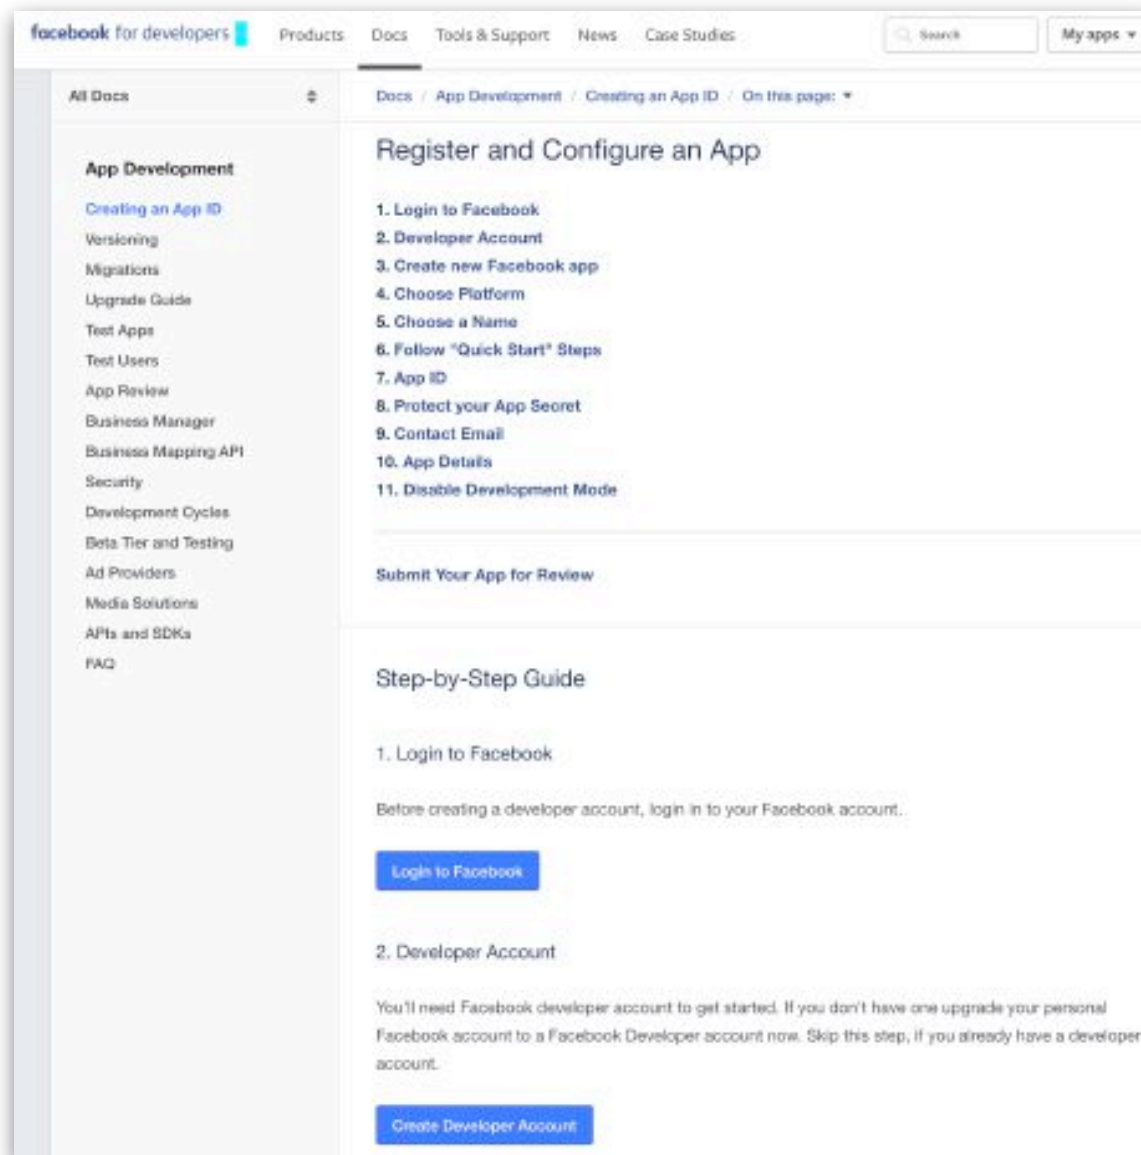 facebook for developers
Products
Docs
Tools & Support
News
Case Studies
Search
My apps
All Docs
Docs / App Development / Creating an App ID / On this page:
App Development
Creating an App ID
Versioning
Migrations
Upgrade Guide
Test Apps
Test Users
App Review
Business Manager
Business Mapping API
Security
Development Cycles
Beta Tier and Testing
Ad Providers
Media Solutions
APIs and SDKs
FAQ
Register and Configure an App
1. Login to Facebook
2. Developer Account
3. Create new Facebook app
4. Choose Platform
5. Choose a Name
6. Follow "Quick Start" Steps
7. App ID
8. Protect your App Secret
9. Contact Email
10. App Details
11. Disable Development Mode
Submit Your App for Review
Step-by-Step Guide
1. Login to Facebook
Before creating a developer account, login in to your Facebook account.
Login to Facebook
2. Developer Account
You'll need Facebook developer account to get started. If you don't have one upgrade your personal
Facebook account to a Facebook Developer account now. Skip this step, if you already have a developer
account.
Create Developer Account